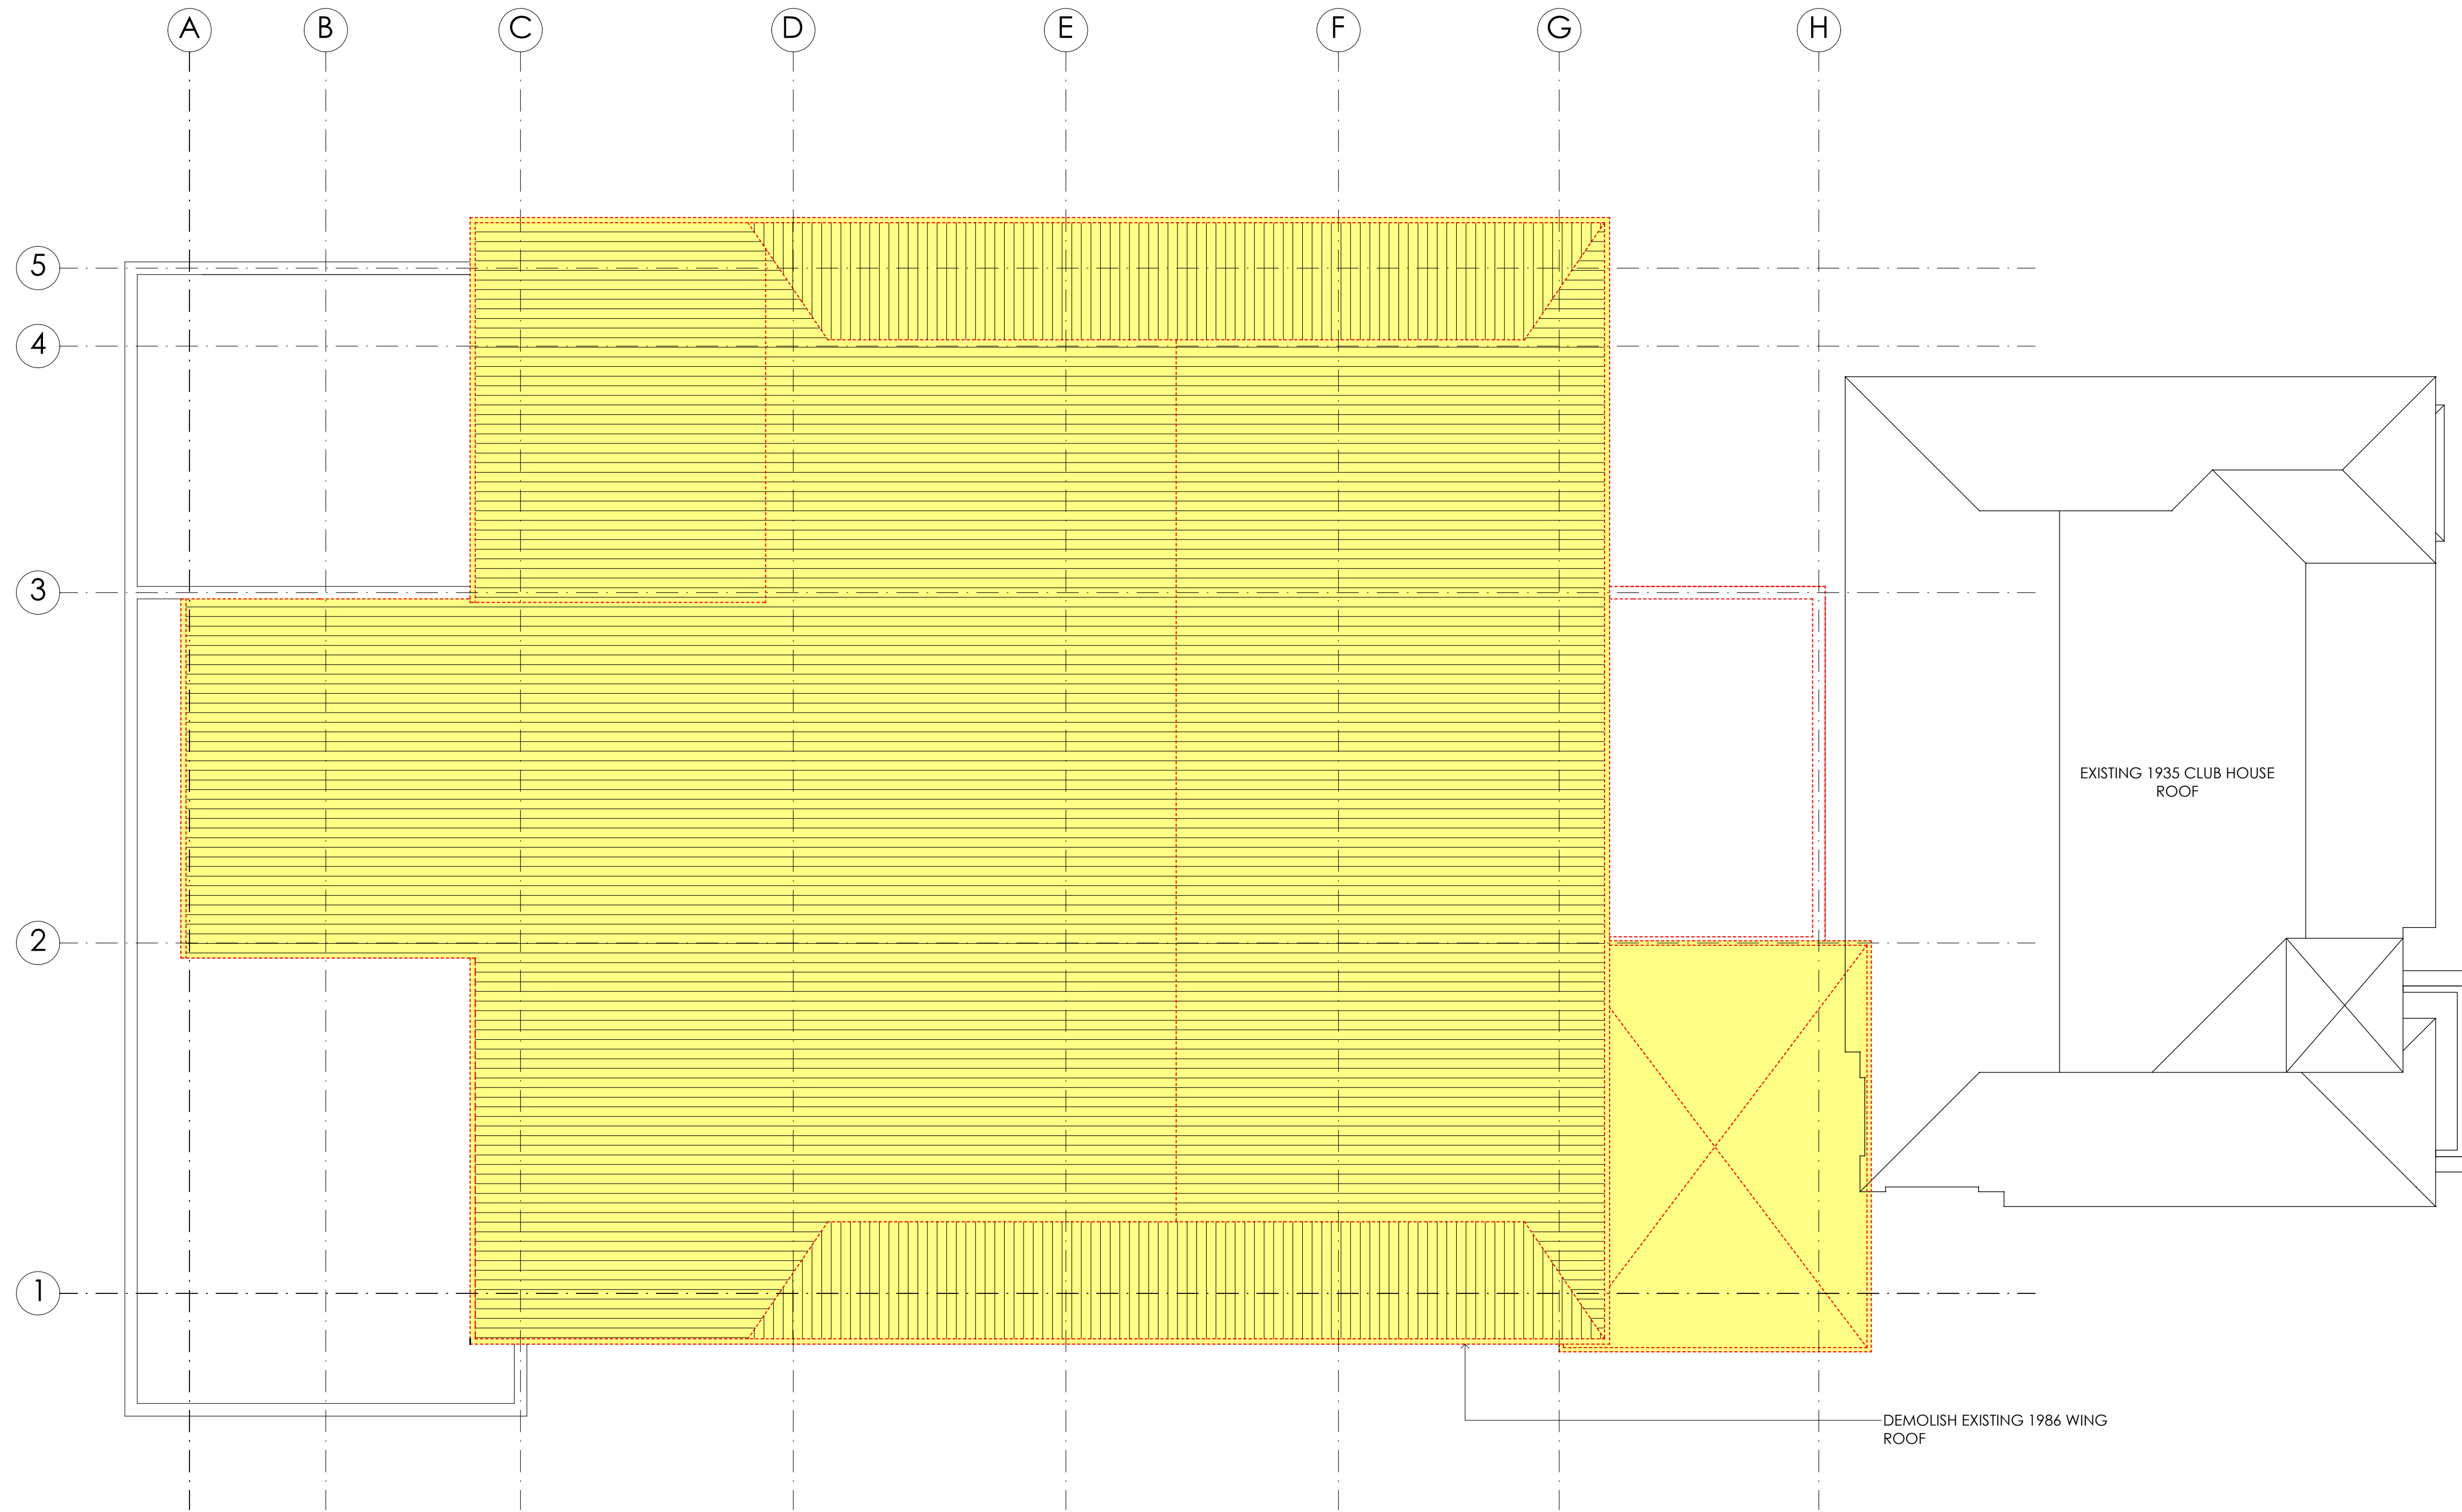 A
B
C
D
E
F
G
H
5
4
3
2
1
EXISTING 1935 CLUB HOUSE
ROOF
DEMOLISH EXISTING 1986 WING
ROOF